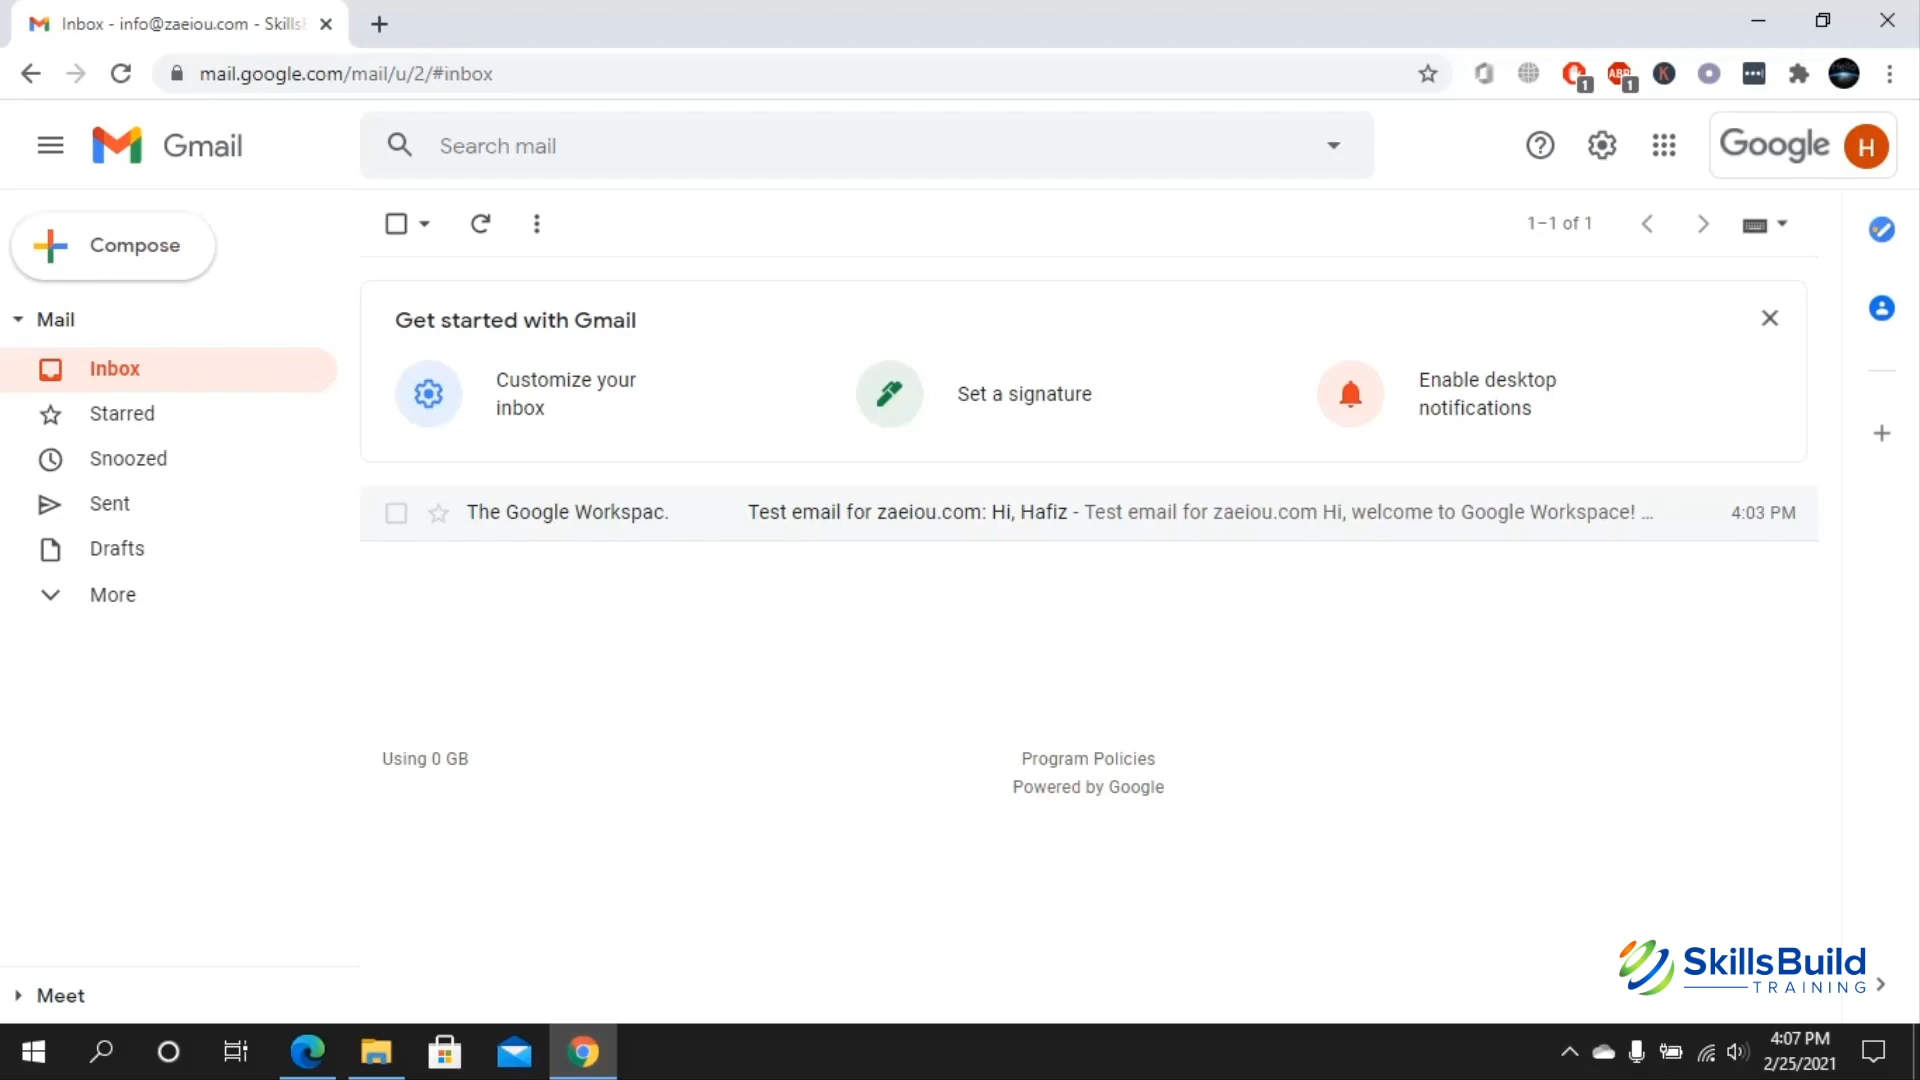 Inbox - info@zaeiou.com - Skills
mail.google.com/mail/u/2/#inbox
1
ABP
1
K
Gmail
Search mail
Google
H
Compose
1–1 of 1
Mail
Get started with Gmail
Inbox
Customize your
inbox
Set a signature
Enable desktop
notifications
Starred
Snoozed
Sent
The Google Workspac. Test email for zaeiou.com: Hi, Hafiz - Test email for zaeiou.com Hi, welcome to Google Workspace! ... 4:03 PM
Drafts
More
Using 0 GB
Program Policies
Powered by Google
SkillsBuild
TRAINING
Meet
4:07 PM
2/25/2021